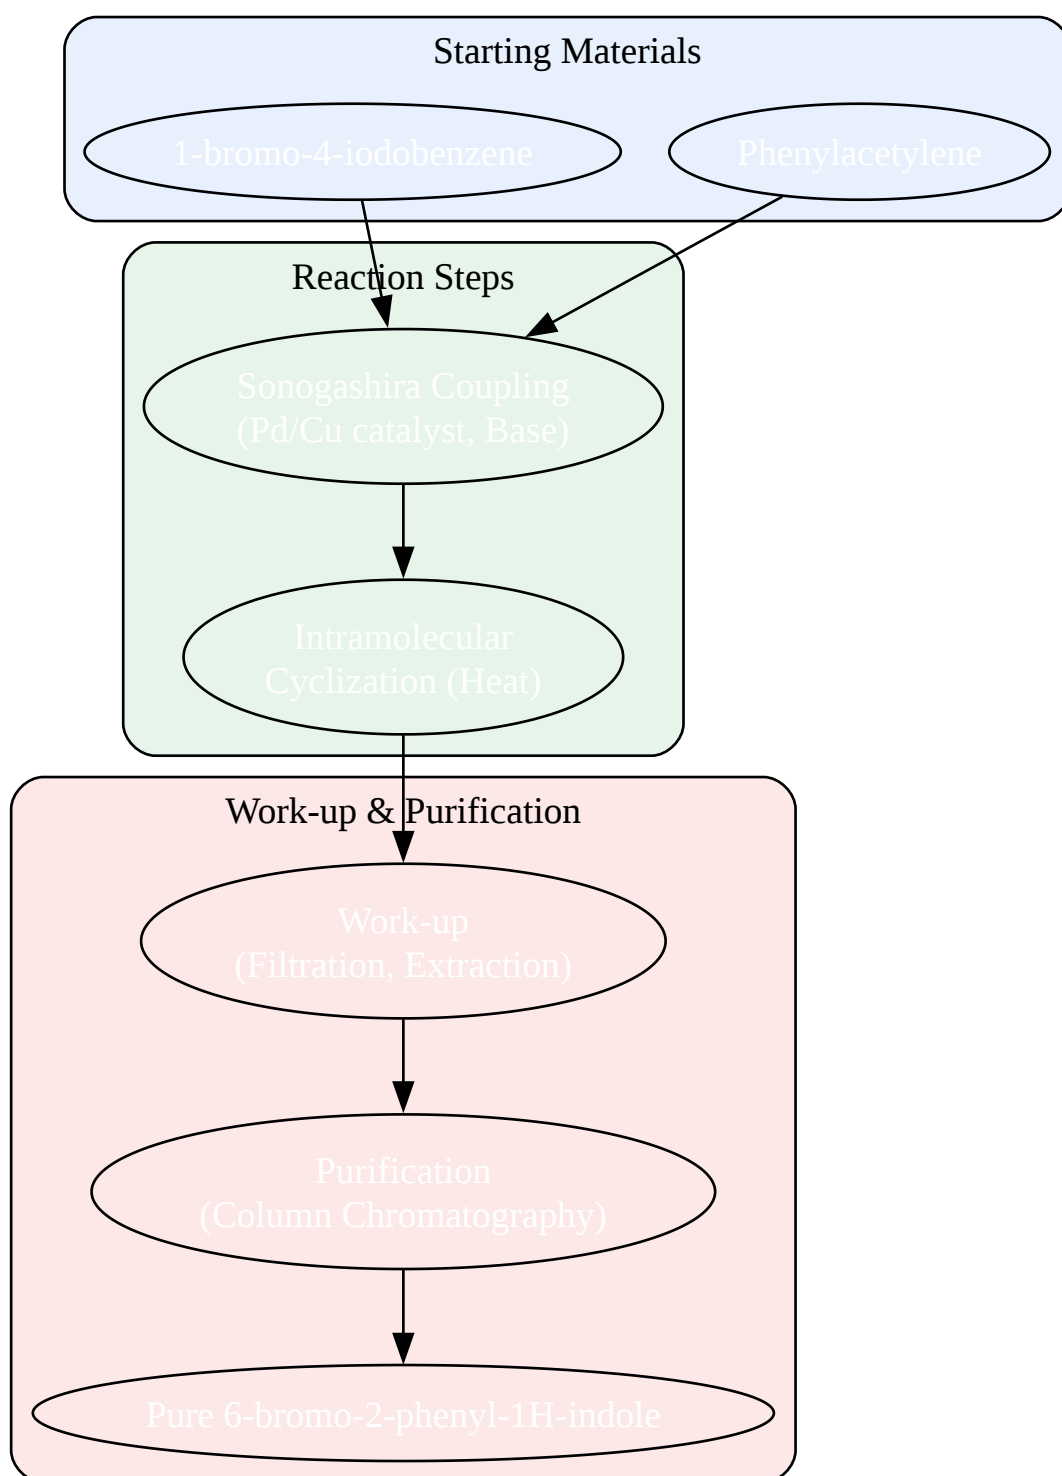 Starting Materials
1-bromo-4-iodobenzene
Phenylacetylene
Reaction Steps
Sonogashira Coupling
(Pd/Cu catalyst, Base)
Intramolecular
Cyclization (Heat)
Work-up & Purification
Work-up
(Filtration, Extraction)
Purification
(Column Chromatography)
Pure 6-bromo-2-phenyl-1H-indole